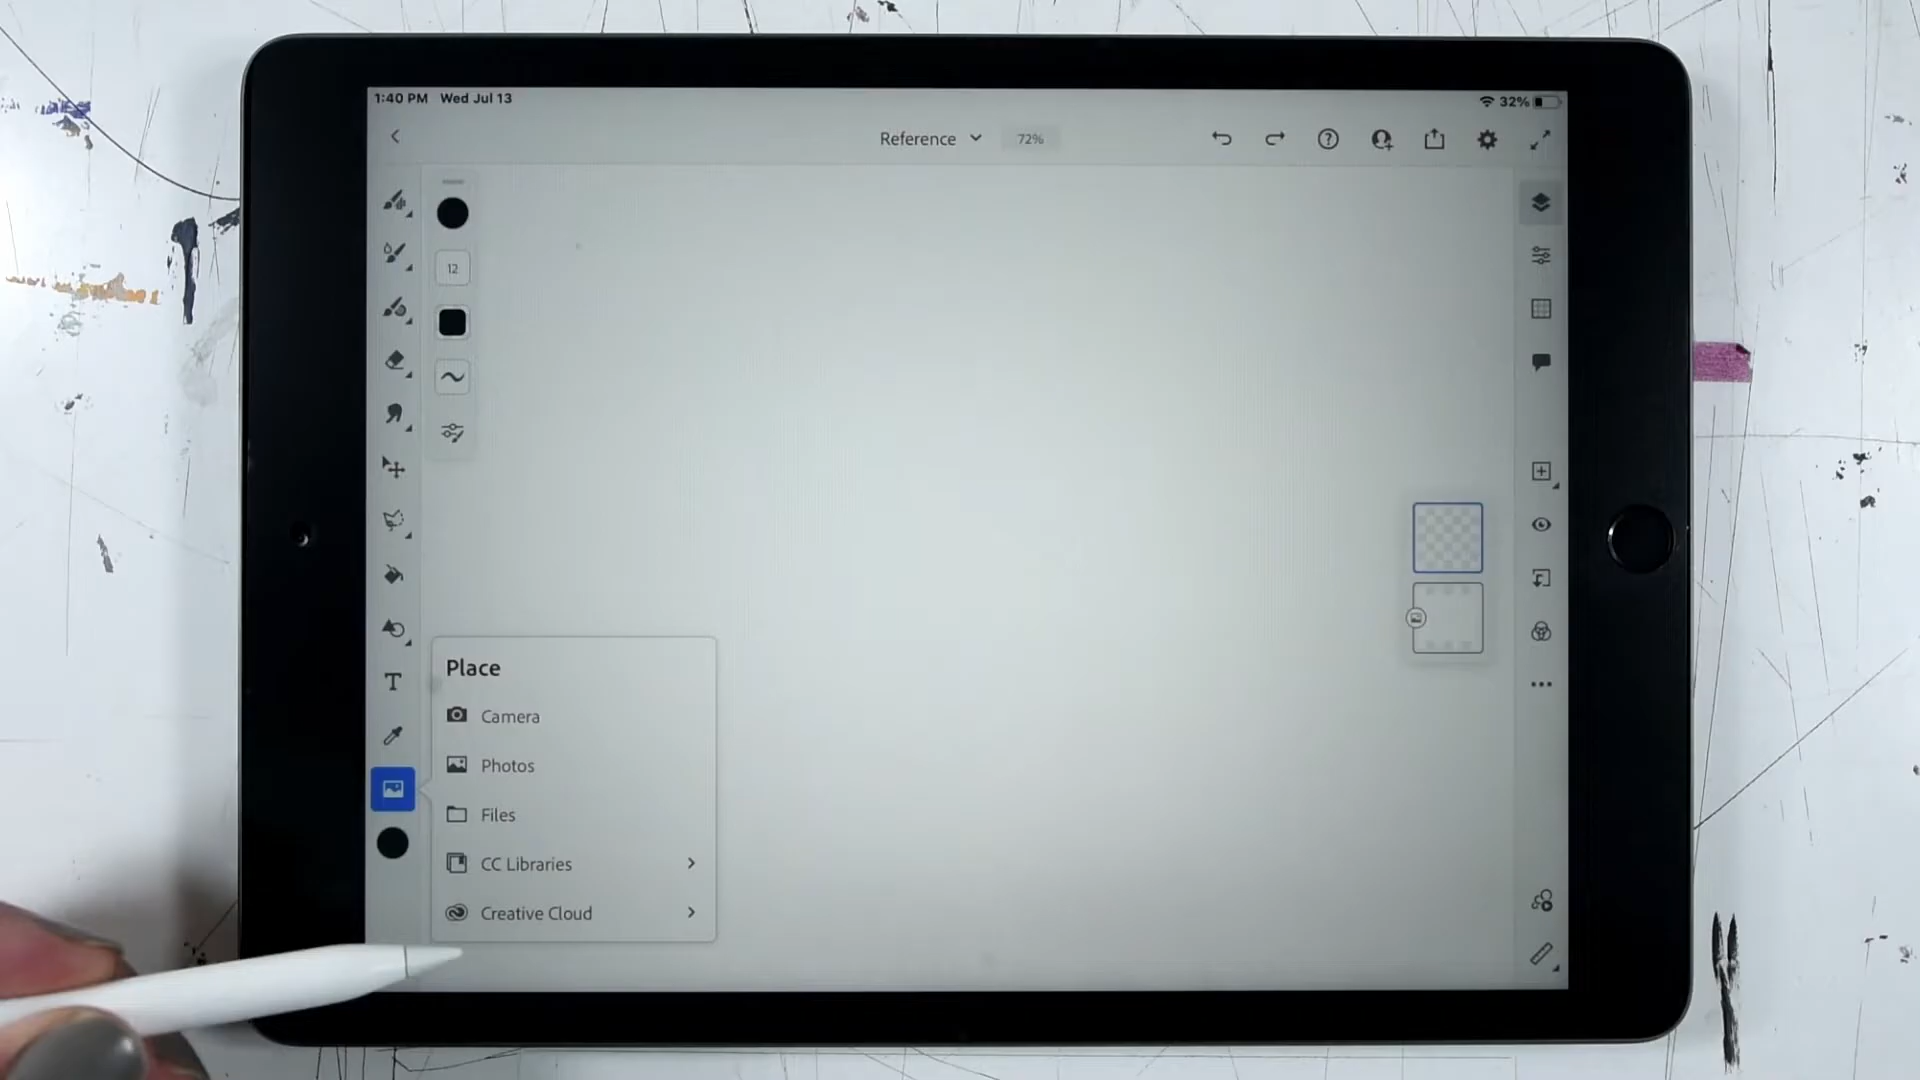 1:40 PM Wed Jul 13
32%
Reference
72%
12
T
Place
Camera
Photos
Files
CC Libraries
Creative Cloud